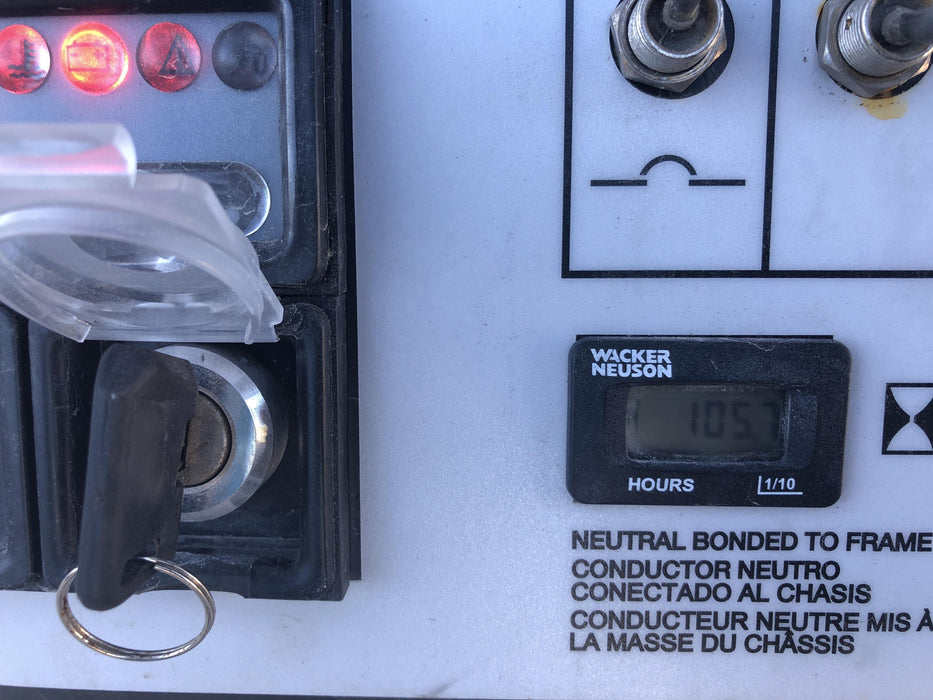 WACKER
NEUSON
105.7
HOURS
1/10
NEUTRAL BONDED TO FRAME
CONDUCTOR NEUTRO
CONECTADO AL CHASIS
CONDUCTEUR NEUTRE MIS À
LA MASSE DU CHÂSSIS